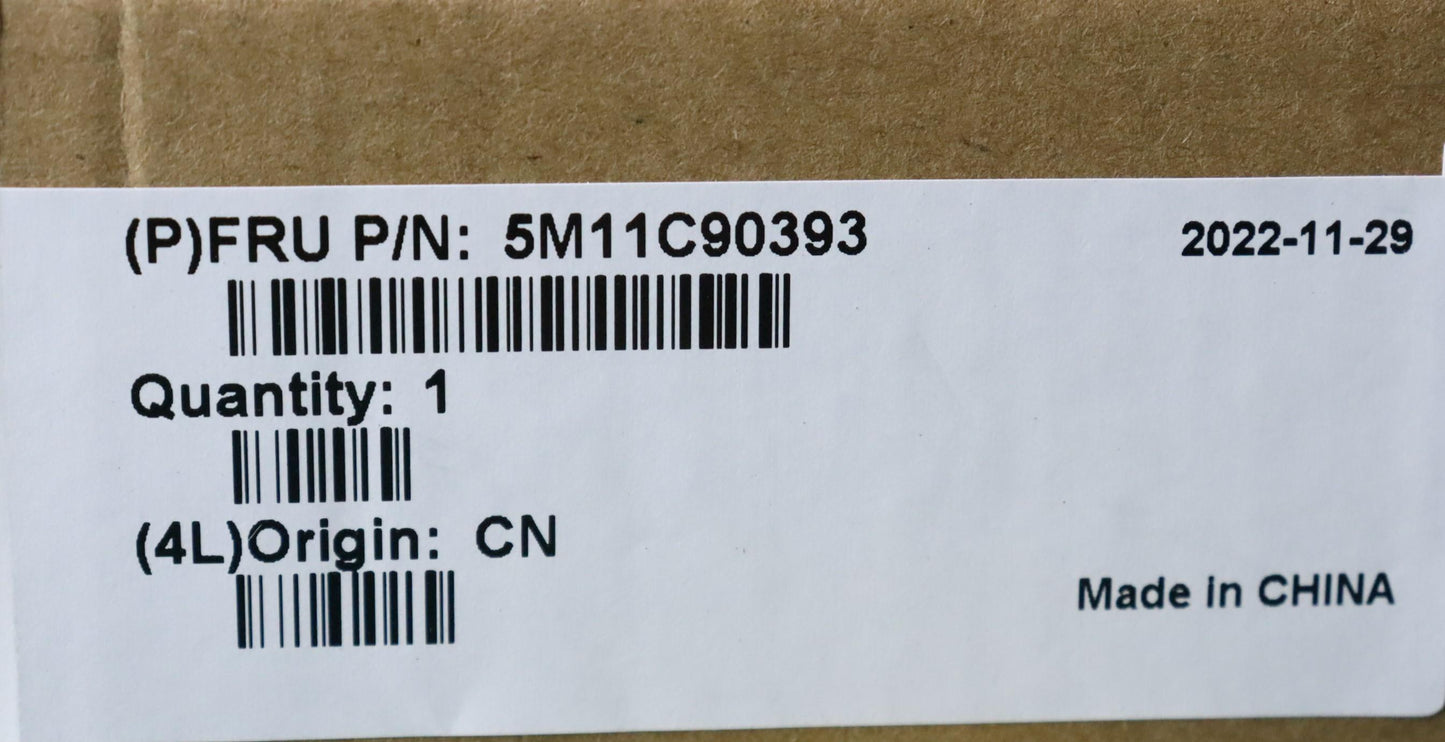 (P)FRU P/N: 5M11C90393
2022-11-29
Quantity: 1
(4L)Origin: CN
Made in CHINA